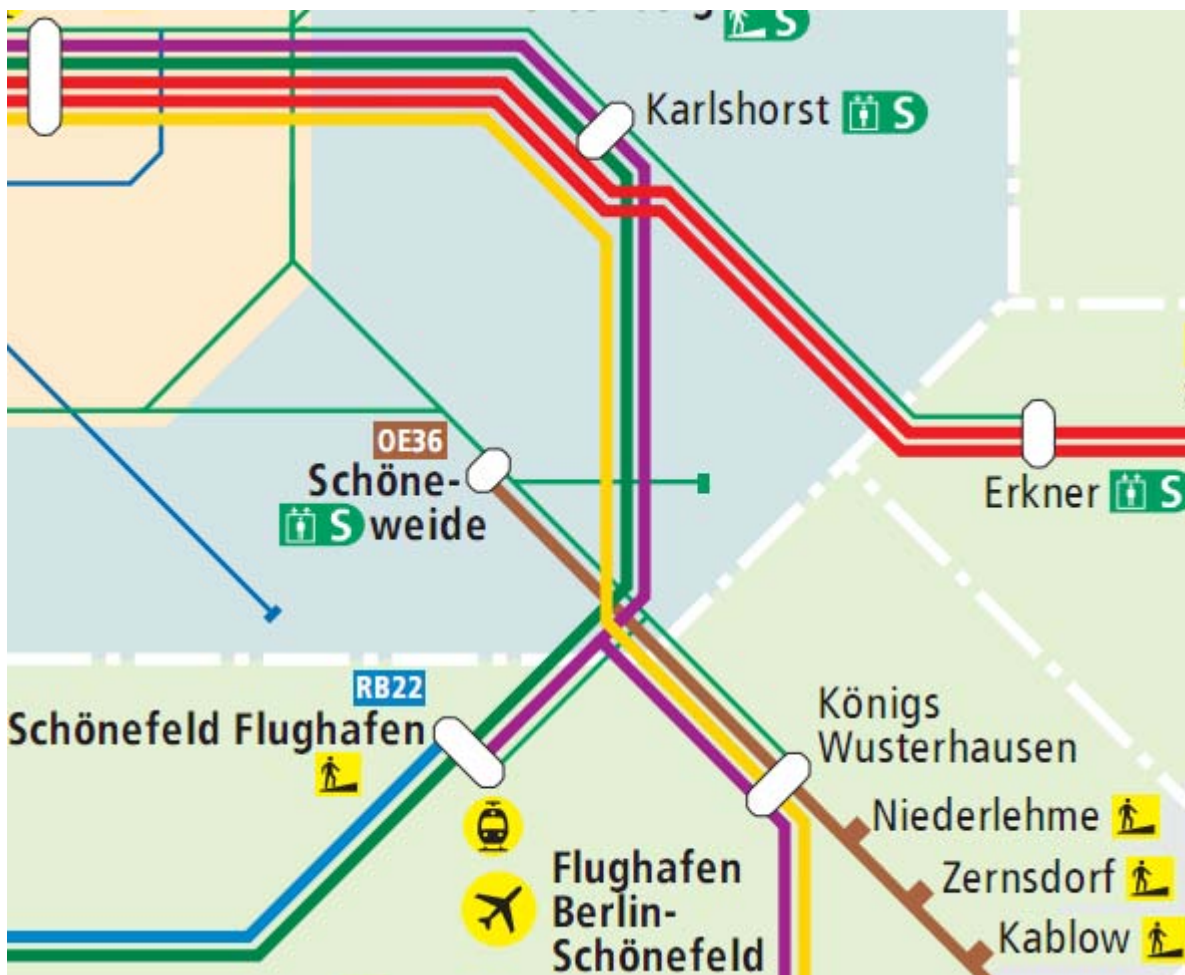 S
Karlshorst S
OE36
Schöne-
S weide
Erkner S
RB22
Schönefeld Flughafen
Königs
Wusterhausen
Niederlehme
Zernsdorf
Kablow
Flughafen
Berlin-
Schönefeld